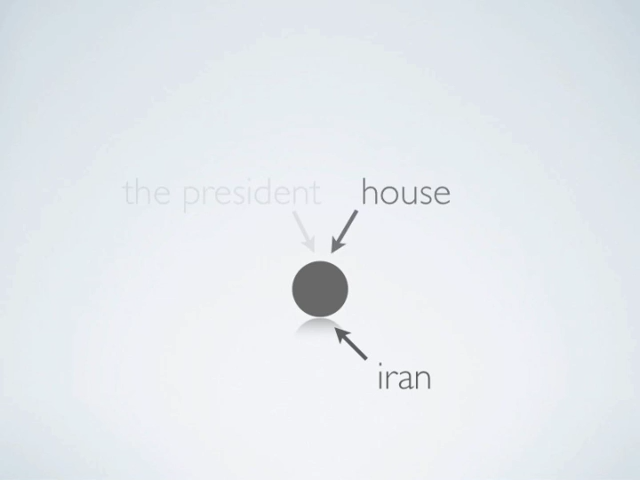 the president house
iran